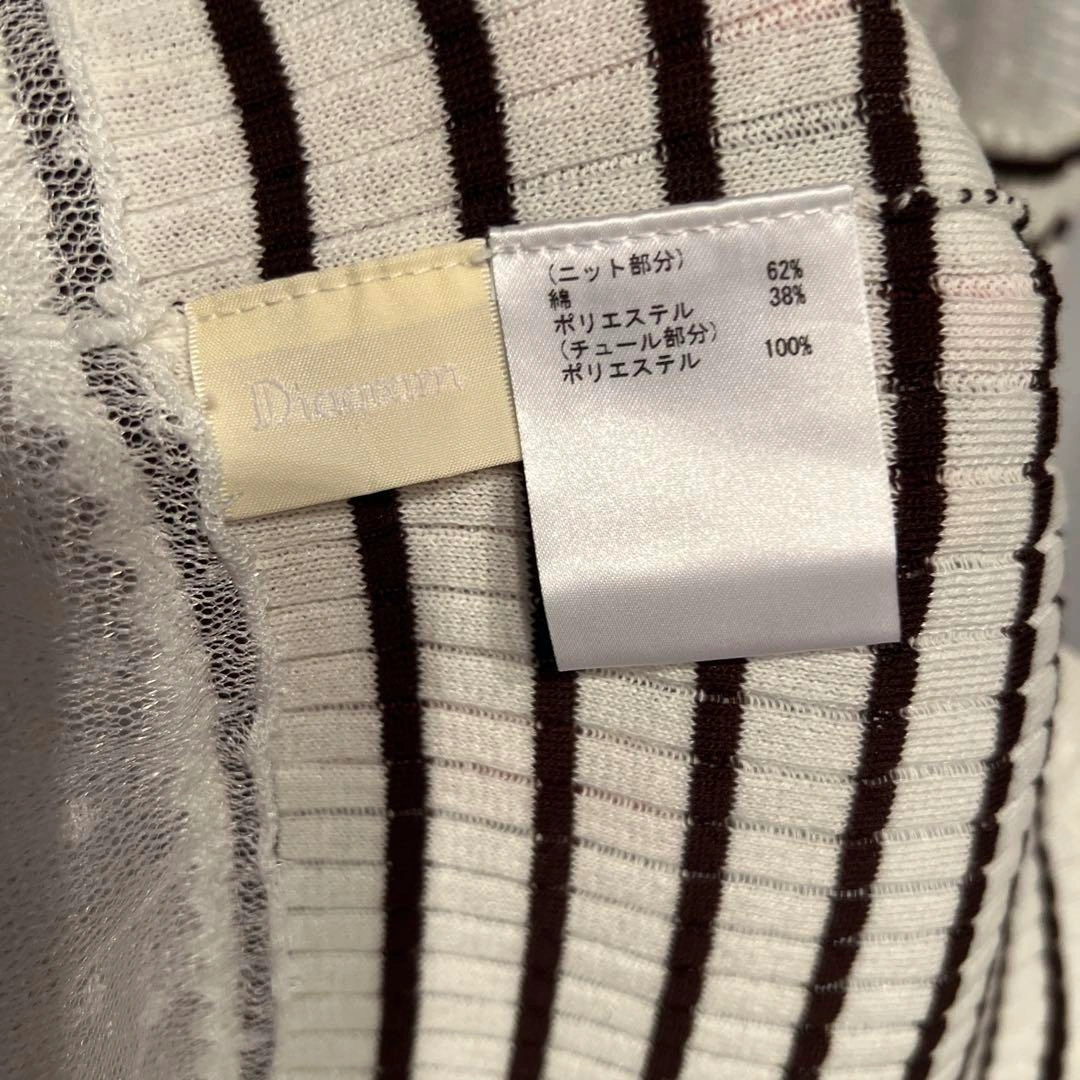 Diagram
(ニット部分)
綿 62%
ポリエステル 38%
(チュール部分)
ポリエステル 100%